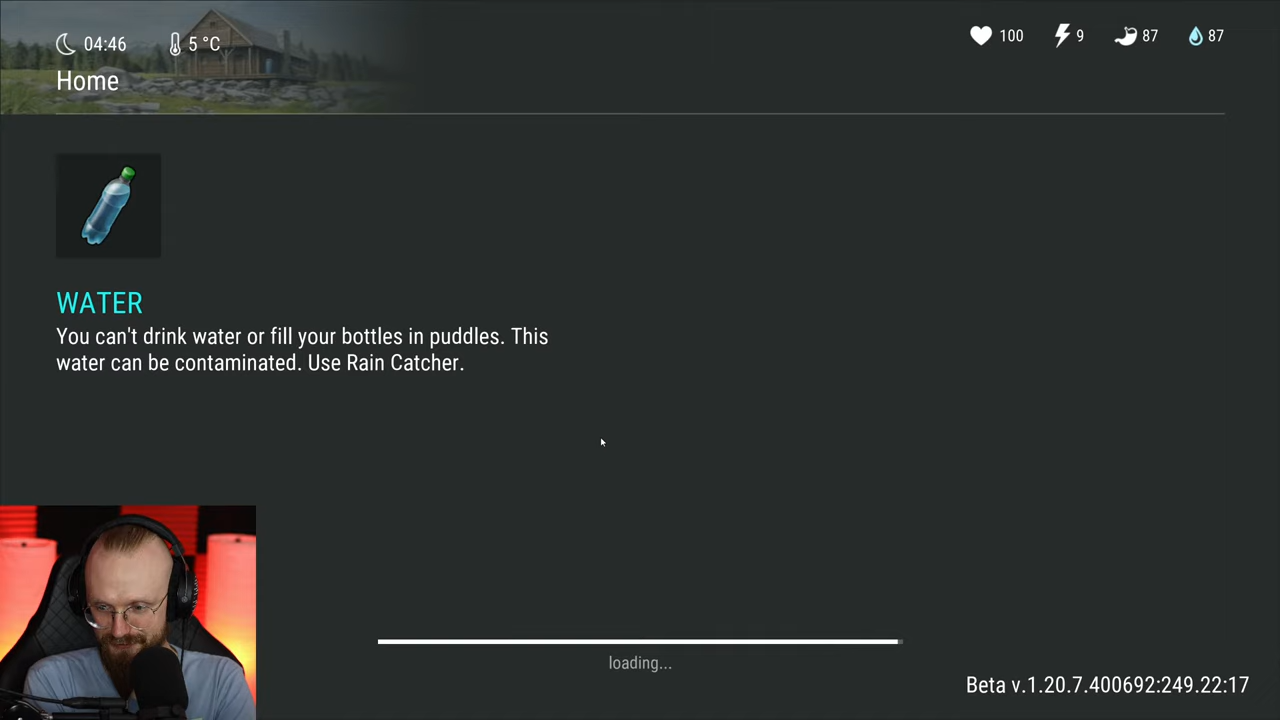 04:46 5 °C
Home
100 9 87 87
WATER
You can't drink water or fill your bottles in puddles. This
water can be contaminated. Use Rain Catcher.
loading...
Beta v.1.20.7.400692:249.22:17